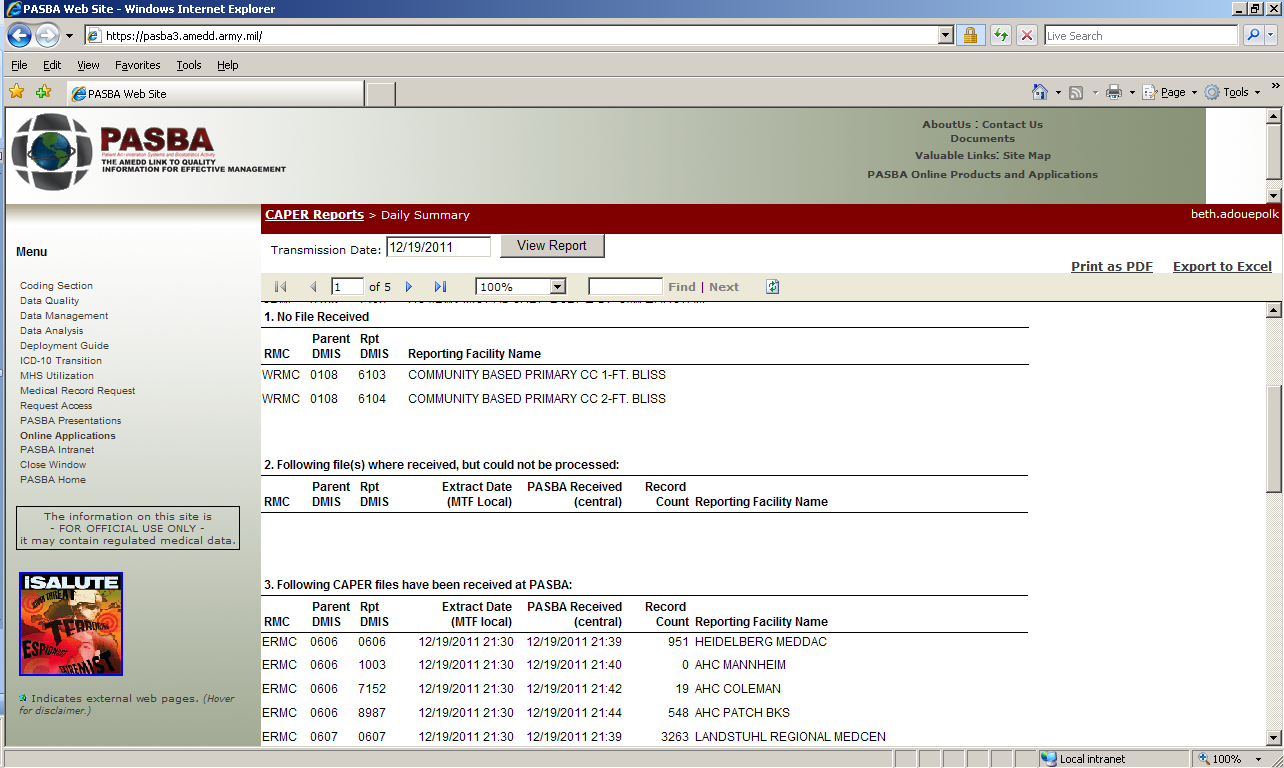 PASBA Web Site - Windows Internet Explorer
https://pasba3.amedd.army.mil/
Live Search
File Edit View Favorites Tools Help
PASBA Web Site
Page Tools
PASBA
THE AMEDD LINK TO QUALITY
INFORMATION FOR EFFECTIVE MANAGEMENT
AboutUs : Contact Us
Documents
Valuable Links: Site Map
PASBA Online Products and Applications
CAPER Reports > Daily Summary
beth.adouepolk
Transmission Date: 12/19/2011 View Report
Print as PDF Export to Excel
1 of 5 100% Find | Next
Menu
Coding Section
Data Quality
Data Management
Data Analysis
Deployment Guide
ICD-10 Transition
MHS Utilization
Medical Record Request
Request Access
PASBA Presentations
Online Applications
PASBA Intranet
Close Window
PASBA Home
The information on this site is
- FOR OFFICIAL USE ONLY -
it may contain regulated medical data.
iSALUTE
TERRORISM
ESPIONAGE
EXTREMIST
Indicates external web pages. (Hover
for disclaimer.)
1. No File Received
Parent Rpt
RMC DMIS DMIS Reporting Facility Name
WRMC 0108 6103 COMMUNITY BASED PRIMARY CC 1-FT. BLISS
WRMC 0108 6104 COMMUNITY BASED PRIMARY CC 2-FT. BLISS
2. Following file(s) where received, but could not be processed:
Parent Rpt Extract Date PASBA Received Record
RMC DMIS DMIS (MTF Local) (central) Count Reporting Facility Name
3. Following CAPER files have been received at PASBA:
Parent Rpt Extract Date PASBA Received Record
RMC DMIS DMIS (MTF local) (central) Count Reporting Facility Name
ERMC 0606 0606 12/19/2011 21:30 12/19/2011 21:39 951 HEIDELBERG MEDDAC
ERMC 0606 1003 12/19/2011 21:30 12/19/2011 21:40 0 AHC MANNHEIM
ERMC 0606 7152 12/19/2011 21:30 12/19/2011 21:42 19 AHC COLEMAN
ERMC 0606 8987 12/19/2011 21:30 12/19/2011 21:44 548 AHC PATCH BKS
ERMC 0607 0607 12/19/2011 21:30 12/19/2011 21:39 3263 LANDSTUHL REGIONAL MEDCEN
Local intranet 100%